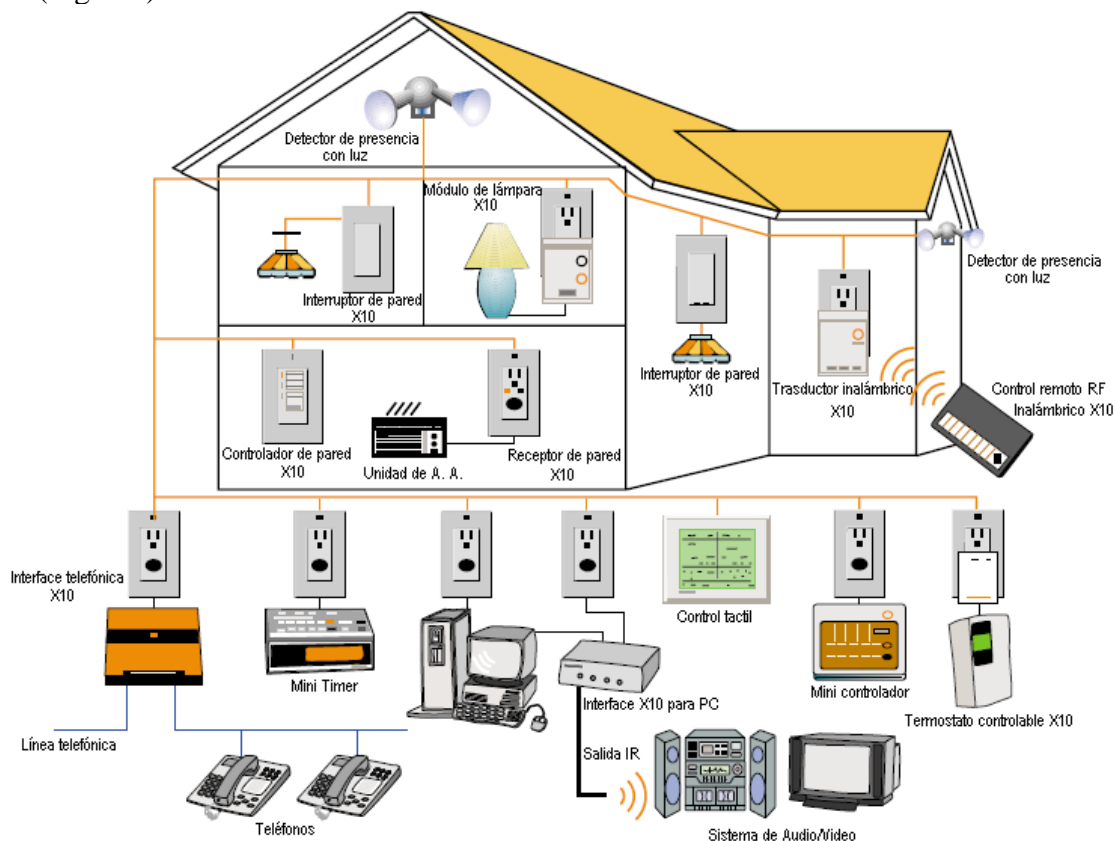 Detector de presencia
con luz
Módulo de lámpara
X10
Interruptor de pared
X10
Detector de presencia
con luz
Interruptor de pared
X10
Trasductor inalámbrico
X10
Control remoto RF
Inalámbrico X10
Controlador de pared
X10
Unidad de A. A.
Receptor de pared
X10
Interface telefónica
X10
Mini Timer
Control tactil
Interface X10 para PC
Mini controlador
Termostato controlable X10
Línea telefónica
Salida IR
Teléfonos
Sistema de Audio/Video